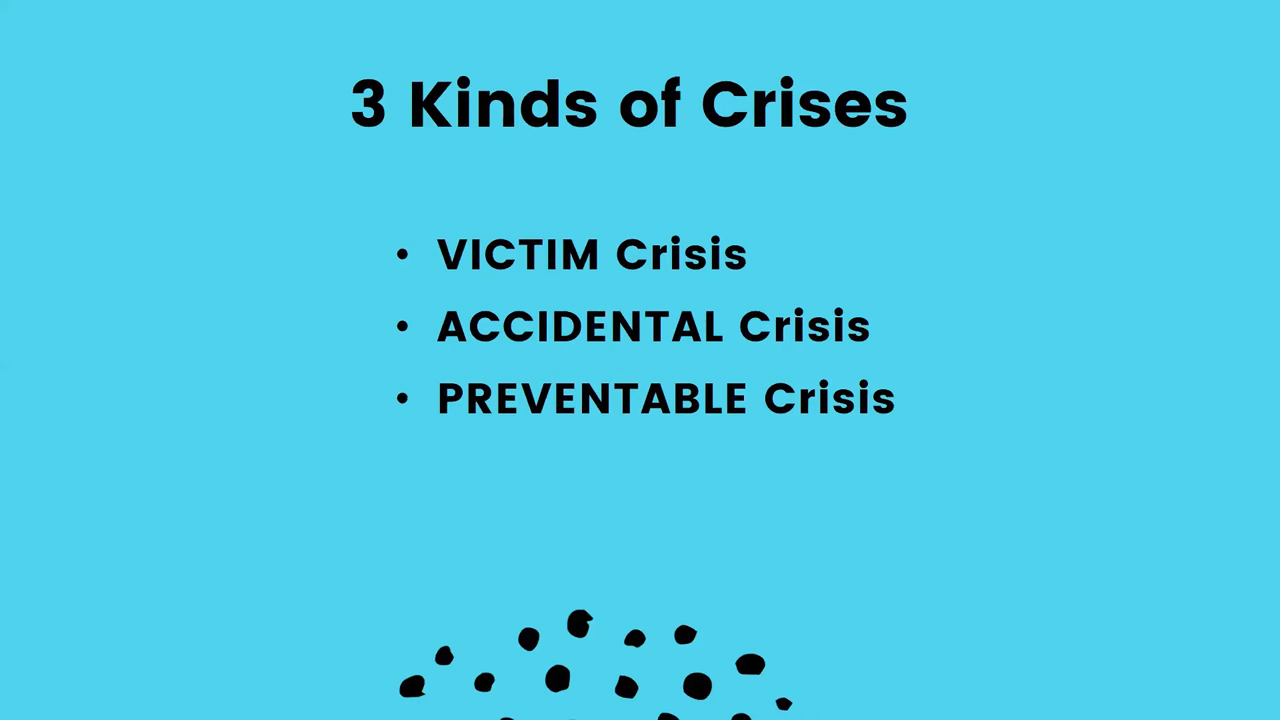 3 Kinds of Crises
• VICTIM Crisis
• ACCIDENTAL Crisis
• PREVENTABLE Crisis